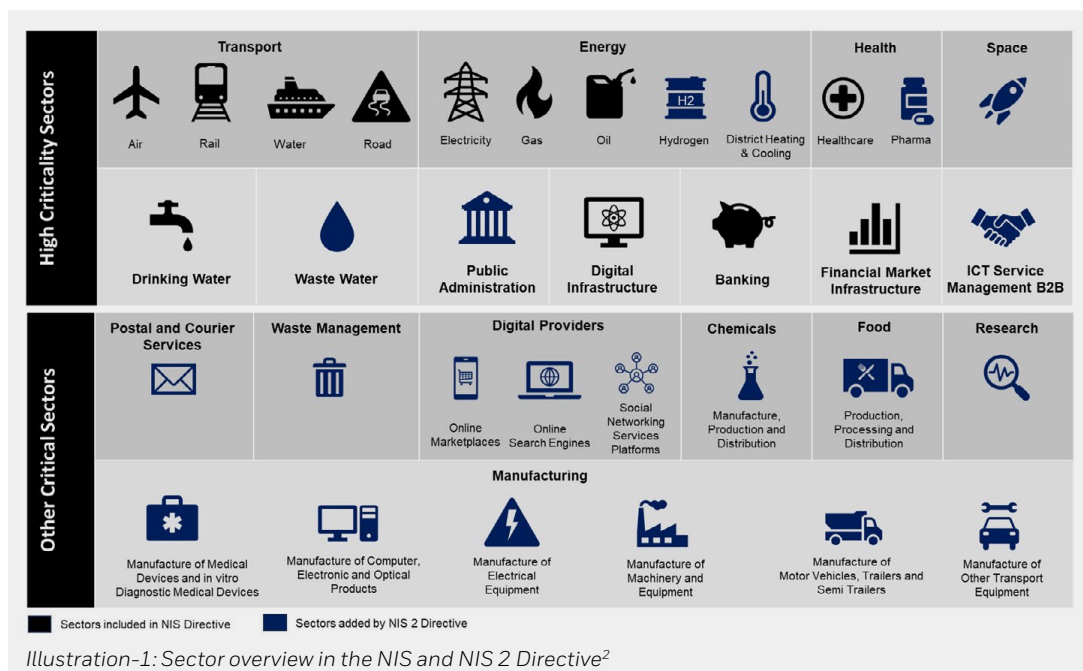 High Criticality Sectors
Transport
Air
Rail
Water
Road
Energy
Electricity
Gas
Oil
H2
Hydrogen
District Heating
& Cooling
Health
Healthcare
Pharma
Space
Drinking Water
Waste Water
Public
Administration
Digital
Infrastructure
Banking
Financial Market
Infrastructure
ICT Service
Management B2B
Other Critical Sectors
Postal and Courier
Services
Waste Management
Digital Providers
Online
Marketplaces
Online
Search Engines
Social
Networking
Services
Platforms
Chemicals
Manufacture,
Production and
Distribution
Food
Production,
Processing and
Distribution
Research
Manufacturing
Manufacture of Medical
Devices and in vitro
Diagnostic Medical Devices
Manufacture of Computer,
Electronic and Optical
Products
Manufacture of
Electrical
Equipment
Manufacture of
Machinery and
Equipment
Manufacture of
Motor Vehicles, Trailers and
Semi Trailers
Manufacture of
Other Transport
Equipment
Sectors included in NIS Directive
Sectors added by NIS 2 Directive
Illustration-1: Sector overview in the NIS and NIS 2 Directive²